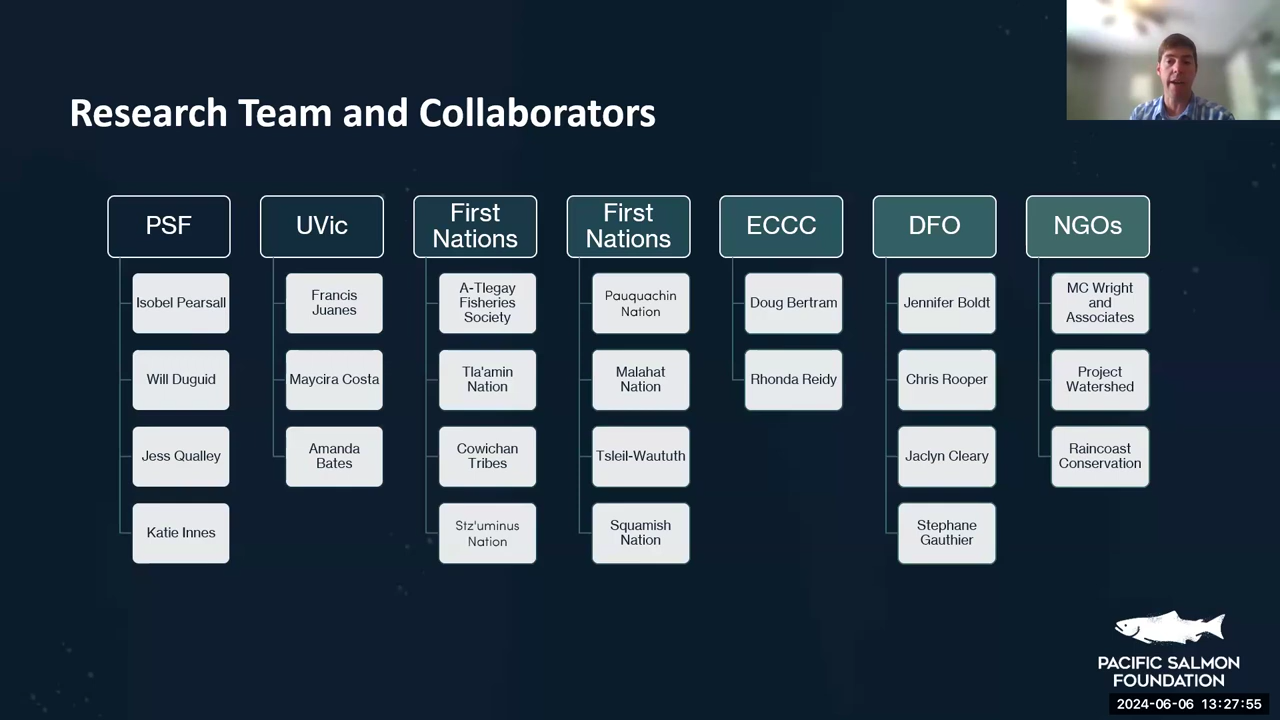 Research Team and Collaborators
PSF
Isobel Pearsall
Will Duguid
Jess Qualley
Katie Innes
UVic
Francis
Juanes
Maycira Costa
Amanda
Bates
First
Nations
A-Tlegay
Fisheries
Society
Tla'amin
Nation
Cowichan
Tribes
Stz'uminus
Nation
First
Nations
Pauquachin
Nation
Malahat
Nation
Tsleil-Waututh
Squamish
Nation
ECCC
Doug Bertram
Rhonda Reidy
DFO
Jennifer Boldt
Chris Rooper
Jaclyn Cleary
Stephane
Gauthier
NGOs
MC Wright
and
Associates
Project
Watershed
Raincoast
Conservation
PACIFIC SALMON
FOUNDATION
2024-06-06 13:27:55